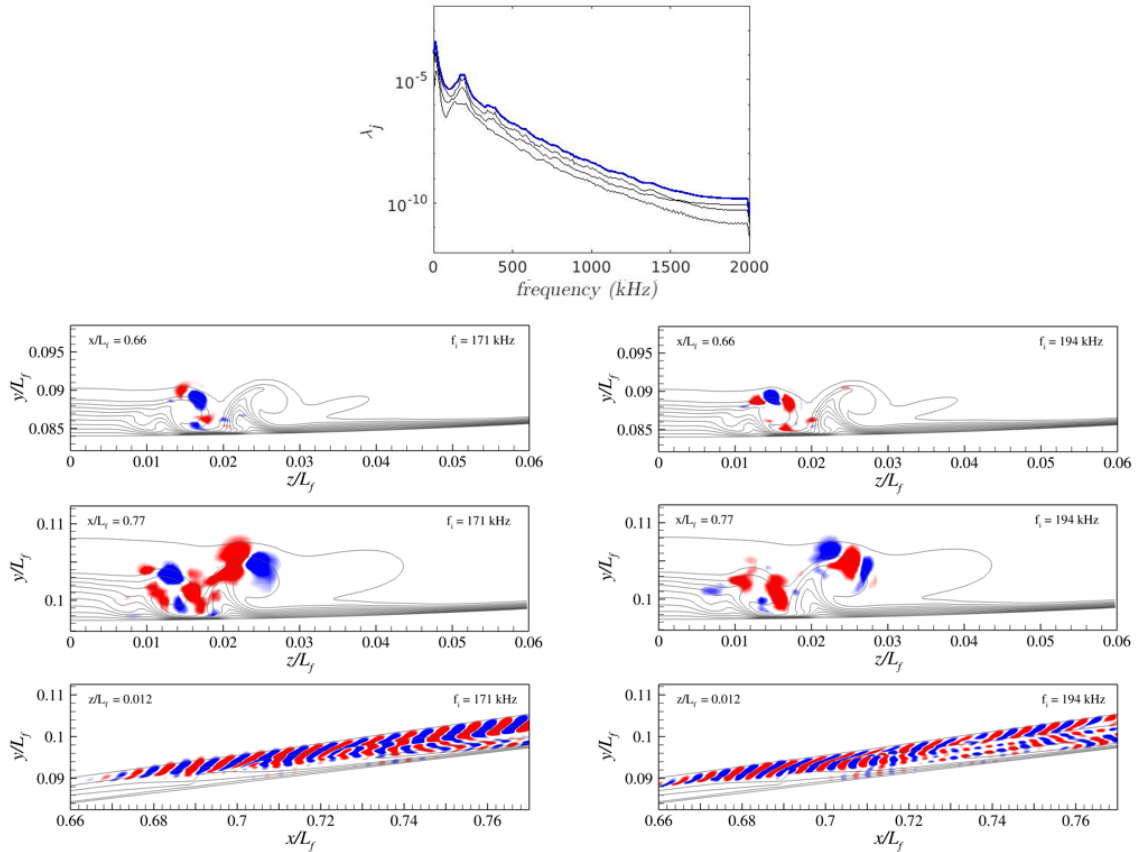 10^-5
10^-10
λ_j
0 500 1000 1500 2000
frequency (kHz)
x/L_f = 0.66 f_i = 171 kHz
0.095
0.09
0.085
y/L_f
0 0.01 0.02 0.03 0.04 0.05 0.06
z/L_f
x/L_f = 0.66 f_i = 194 kHz
0.095
0.09
0.085
y/L_f
0 0.01 0.02 0.03 0.04 0.05 0.06
z/L_f
x/L_f = 0.77 f_i = 171 kHz
0.11
0.1
y/L_f
0 0.01 0.02 0.03 0.04 0.05 0.06
z/L_f
x/L_f = 0.77 f_i = 194 kHz
0.11
0.1
y/L_f
0 0.01 0.02 0.03 0.04 0.05 0.06
z/L_f
z/L_f = 0.012 f_i = 171 kHz
0.11
0.1
0.09
y/L_f
0.66 0.68 0.7 0.72 0.74 0.76
x/L_f
z/L_f = 0.012 f_i = 194 kHz
0.11
0.1
0.09
y/L_f
0.66 0.68 0.7 0.72 0.74 0.76
x/L_f